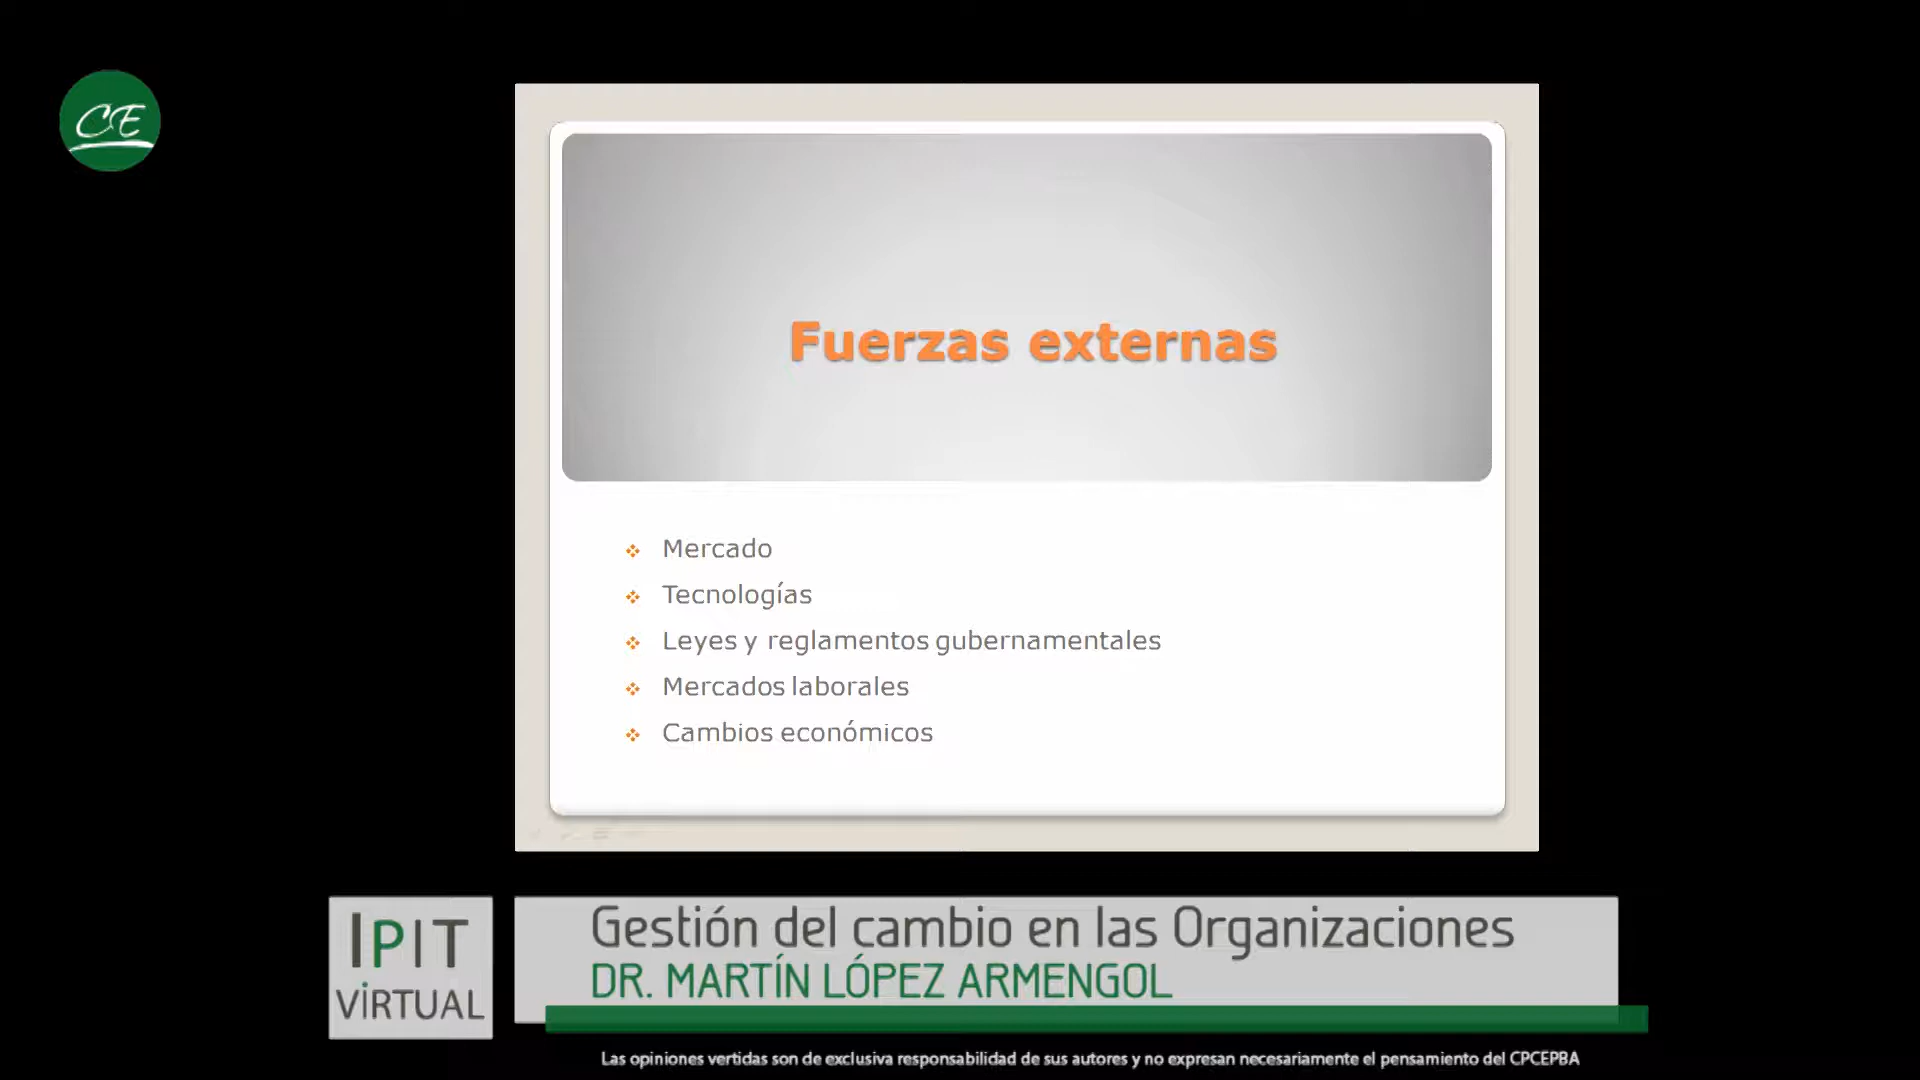 CE
Fuerzas externas
Mercado
Tecnologías
Leyes y reglamentos gubernamentales
Mercados laborales
Cambios económicos
IPIT
VIRTUAL
Gestión del cambio en las Organizaciones
DR. MARTÍN LÓPEZ ARMENGOL
Las opiniones vertidas son de exclusiva responsabilidad de sus autores y no expresan necesariamente el pensamiento del CPCEPBA